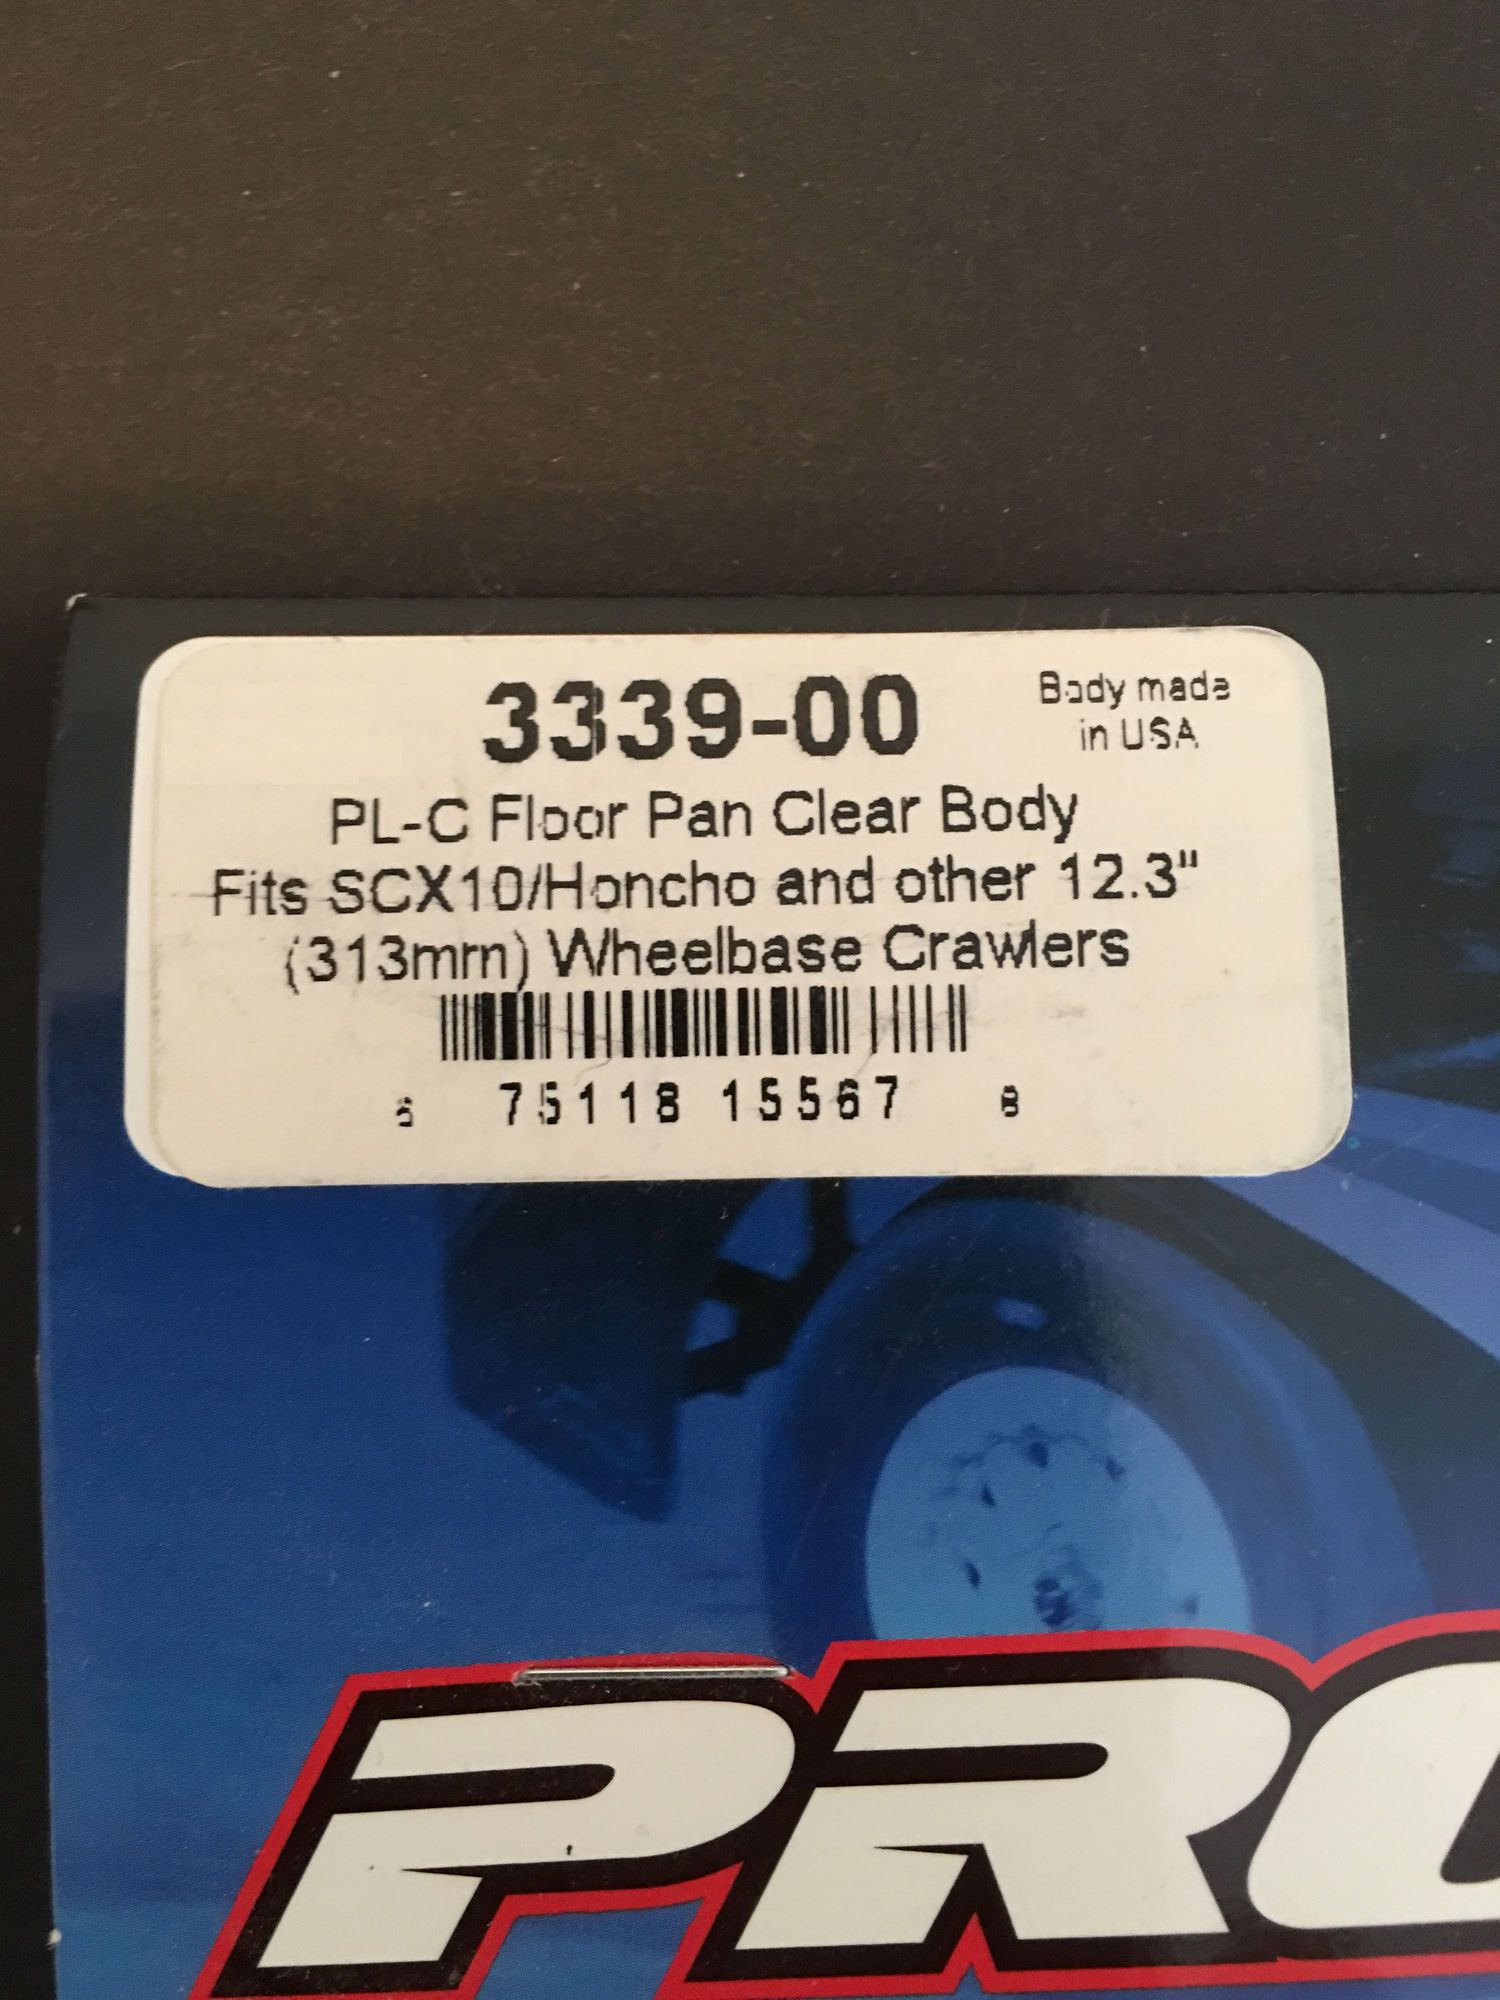 3339-00
Body made
in USA
PL-C Floor Pan Clear Body
Fits SCX10/Honcho and other 12.3"
(313mm) Wheelbase Crawlers
6 75118 15567 8
PRO